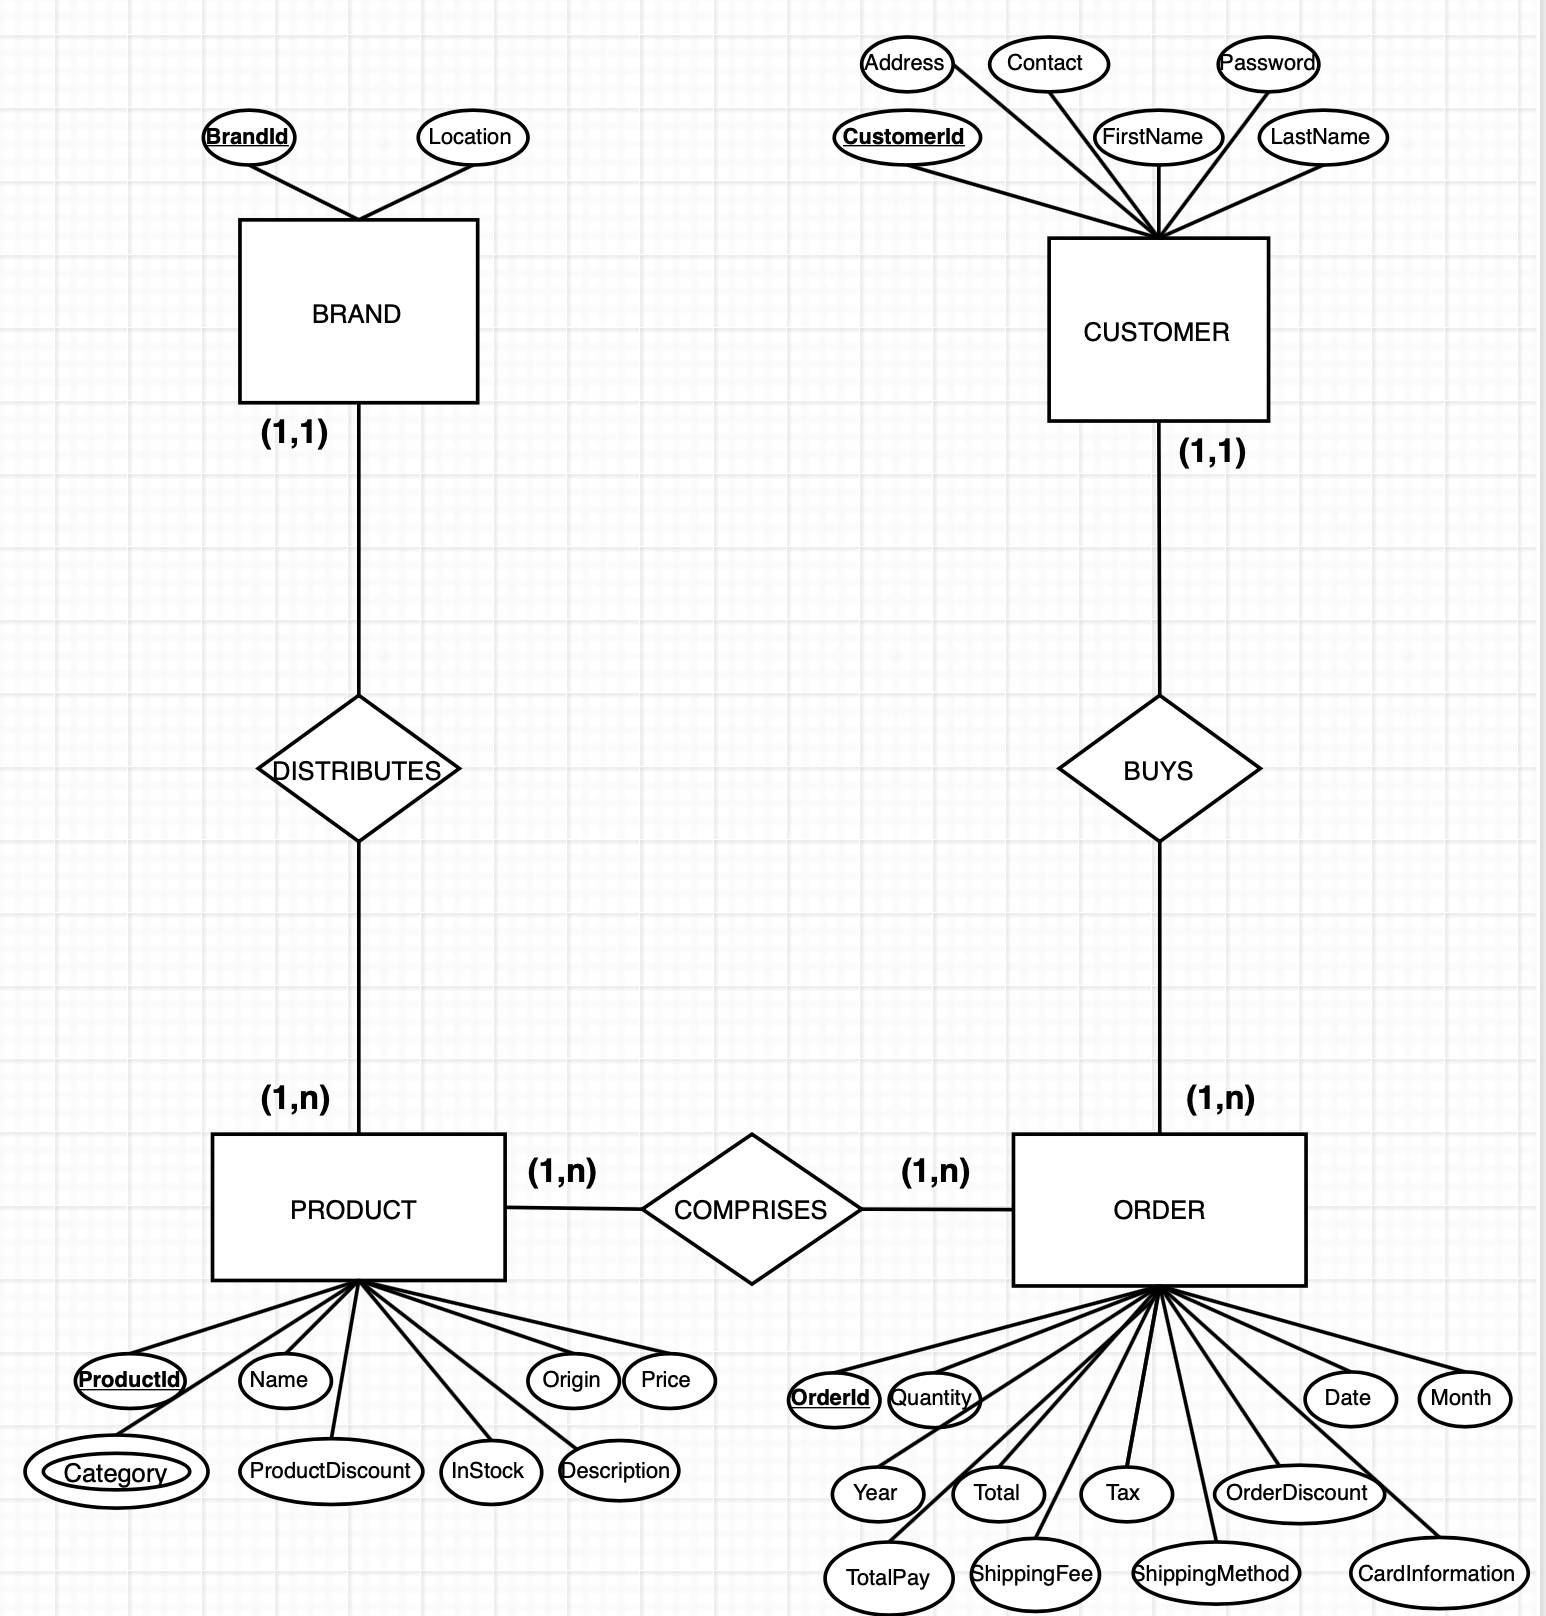 Address
Contact
Password
BrandId
Location
CustomerId
FirstName
LastName
BRAND
CUSTOMER
(1,1)
(1,1)
DISTRIBUTES
BUYS
(1,n)
(1,n)
(1,n)
(1,n)
PRODUCT
COMPRISES
ORDER
ProductId
Name
Origin
Price
OrderId
Quantity
Date
Month
Category
ProductDiscount
InStock
Description
Year
Total
Tax
OrderDiscount
TotalPay
ShippingFee
ShippingMethod
CardInformation